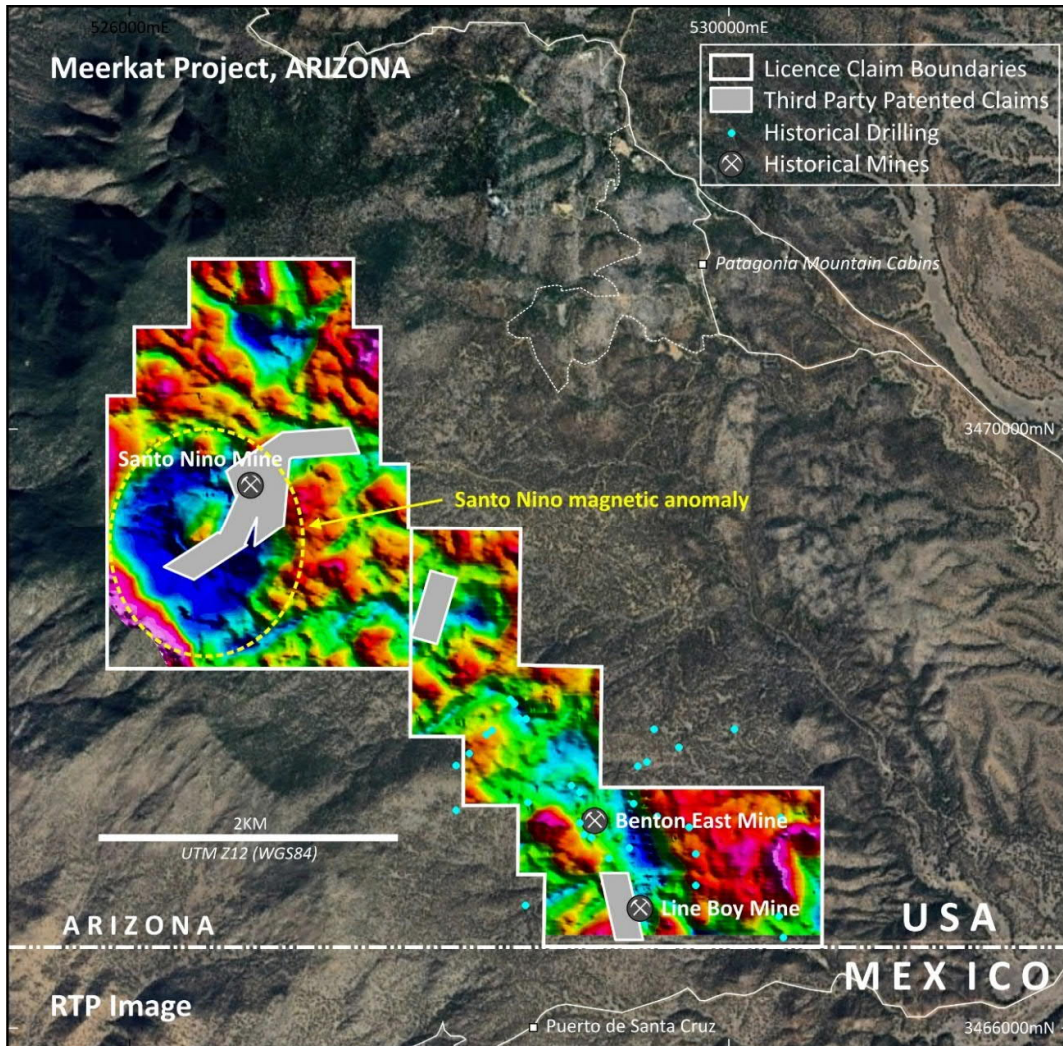 526000mE
530000mE
Meerkat Project, ARIZONA
Licence Claim Boundaries
Third Party Patented Claims
Historical Drilling
Historical Mines
Patagonia Mountain Cabins
3470000mN
Santo Nino Mine
Santo Nino magnetic anomaly
2KM
UTM Z12 (WGS84)
Benton East Mine
Line Boy Mine
ARIZONA
USA
MEXICO
RTP Image
Puerto de Santa Cruz
3466000mN